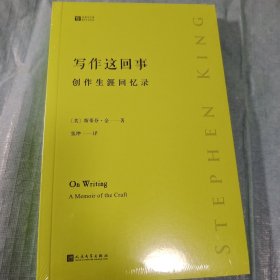 写作这回事
创作生涯回忆录
〔美〕斯蒂芬·金——著
张坤——译
On Writing
A Memoir of the Craft
人民文学出版社
STEPHEN KING